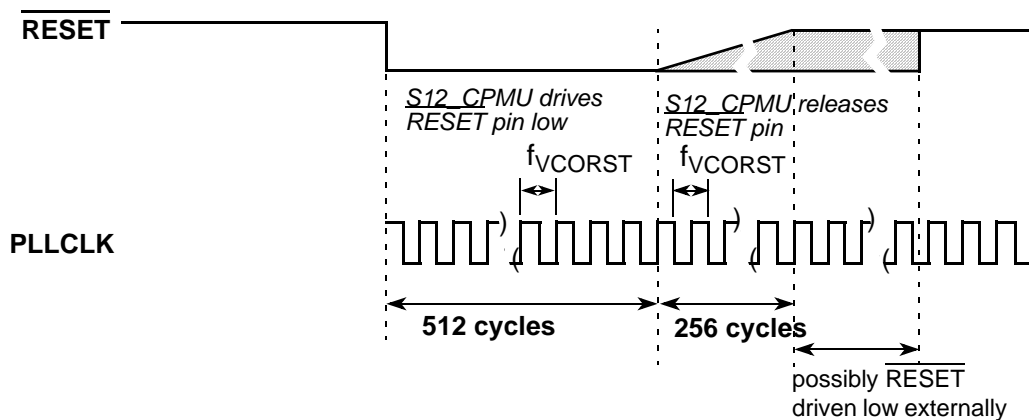 RESET
S12_CPMU drives
RESET pin low
S12_CPMU releases
RESET pin
fVCORST
fVCORST
PLLCLK
512 cycles
256 cycles
possibly RESET
driven low externally